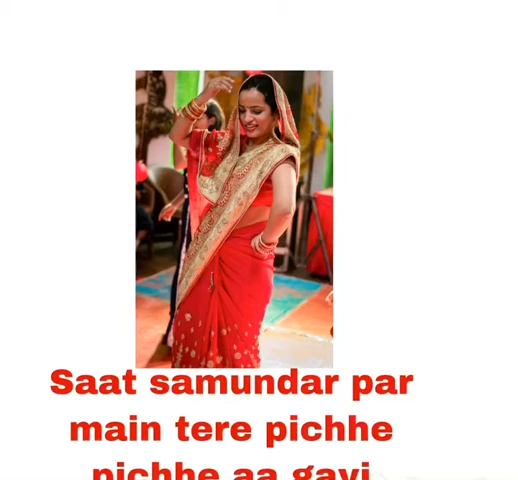 Saat samundar par
main tere pichhe
pichhe aa gayi